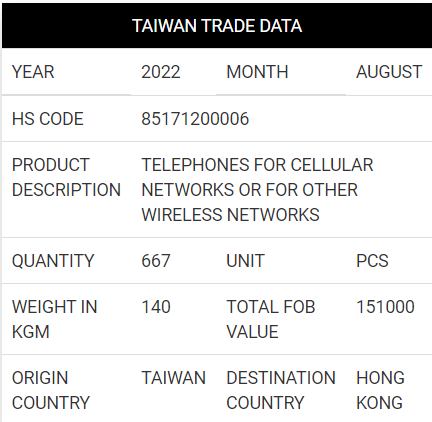 TAIWAN TRADE DATA
YEAR 2022 MONTH AUGUST
HS CODE 85171200006
PRODUCT DESCRIPTION TELEPHONES FOR CELLULAR
NETWORKS OR FOR OTHER
WIRELESS NETWORKS
QUANTITY 667 UNIT PCS
WEIGHT IN KGM 140 TOTAL FOB VALUE 151000
ORIGIN COUNTRY TAIWAN DESTINATION COUNTRY HONG KONG